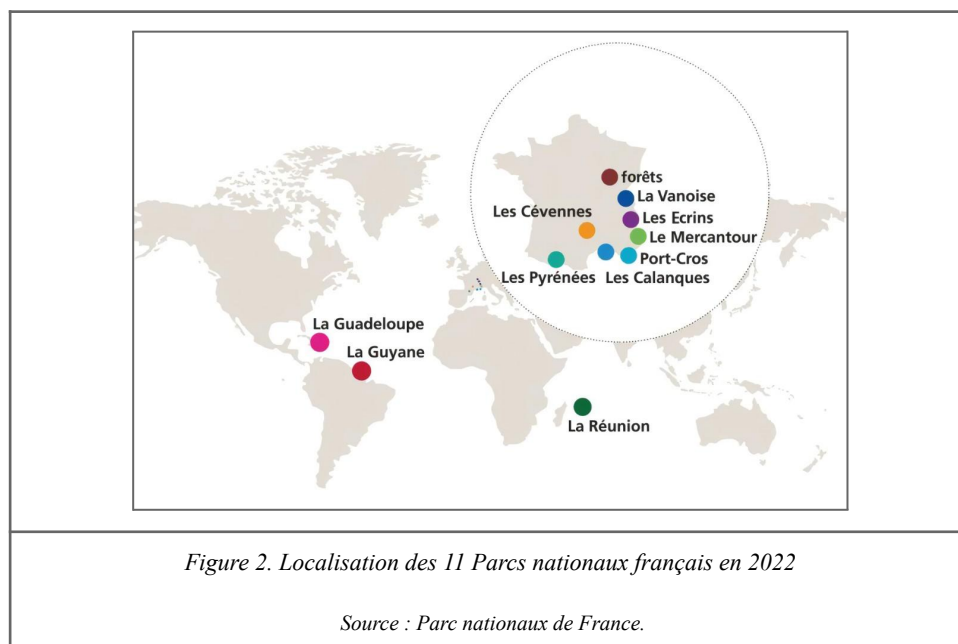 forêts
La Vanoise
Les Cévennes
Les Ecrins
Le Mercantour
Port-Cros
Les Pyrénées
Les Calanques
La Guadeloupe
La Guyane
La Réunion
Figure 2. Localisation des 11 Parcs nationaux français en 2022
Source : Parc nationaux de France.